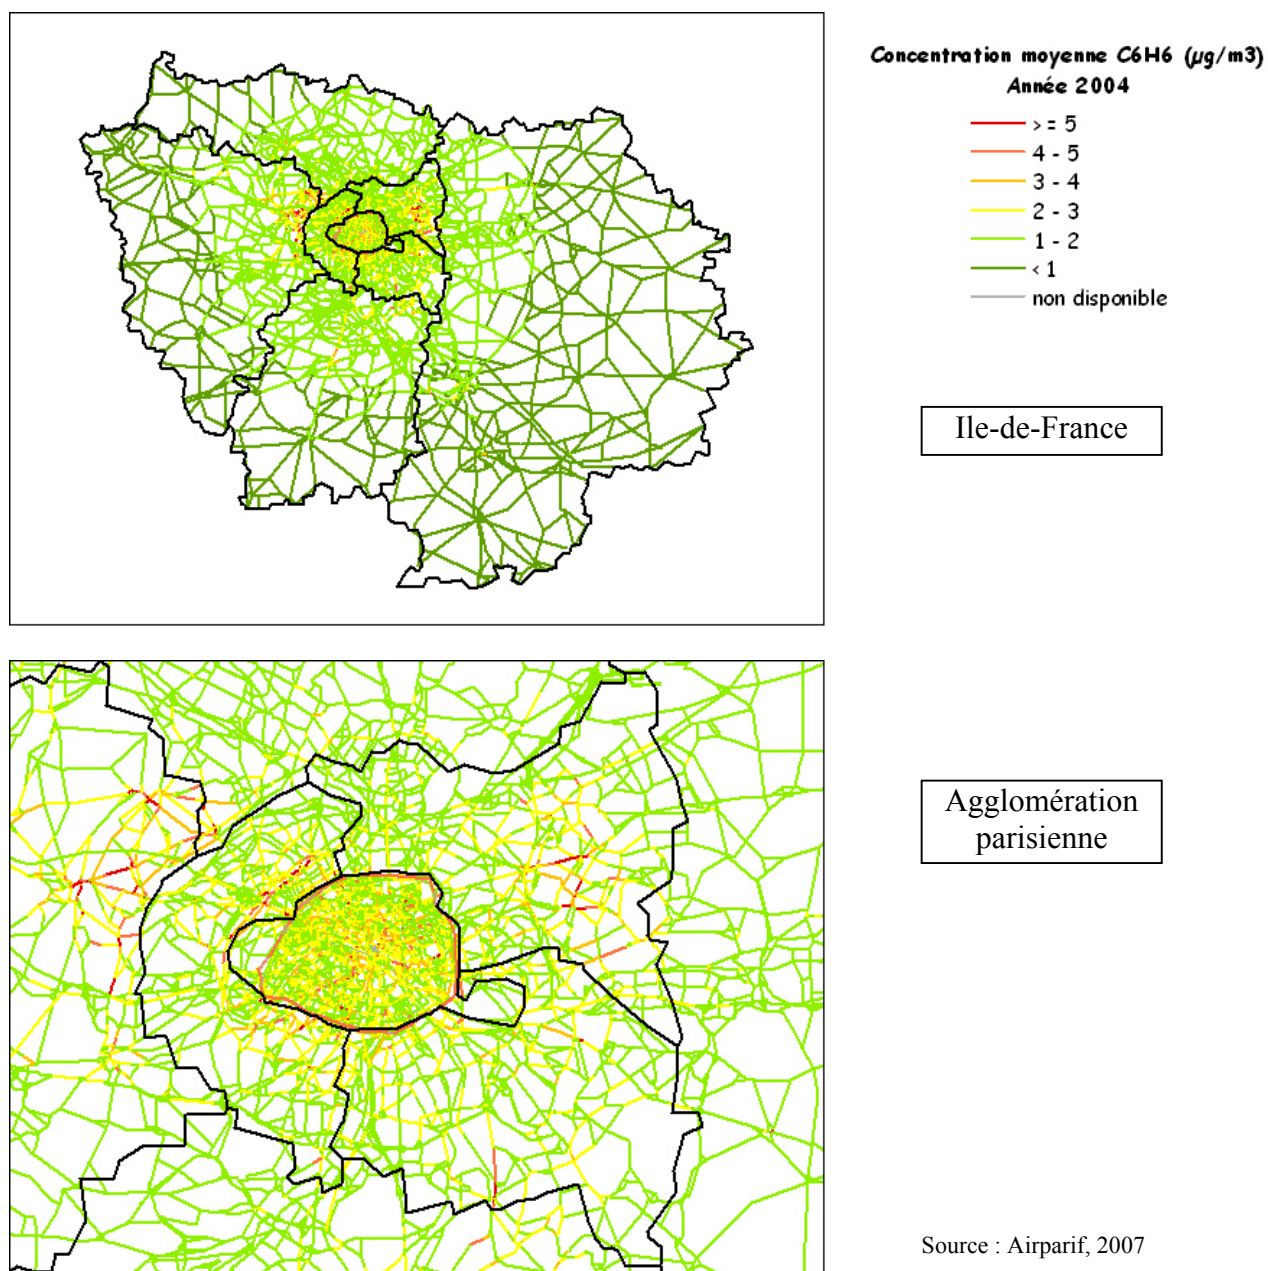 Concentration moyenne C6H6 (µg/m3)
Année 2004
>= 5
4 - 5
3 - 4
2 - 3
1 - 2
< 1
non disponible
Ile-de-France
Agglomération
parisienne
Source : Airparif, 2007